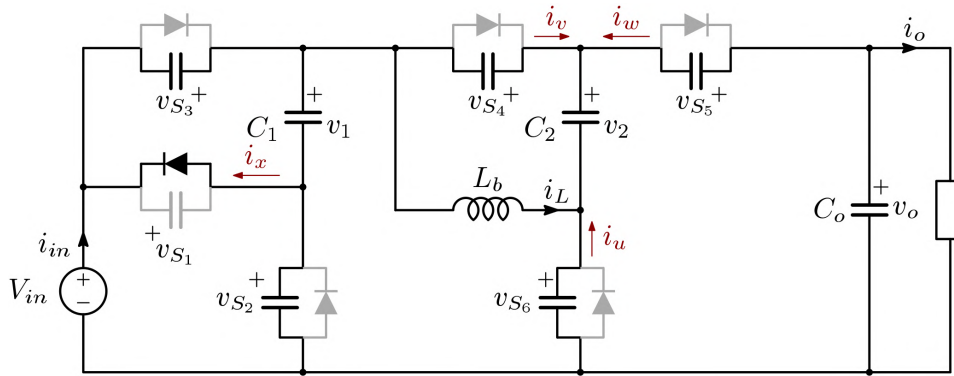 i_v i_w i_o
v_{S_3} + v_{S_4} + v_{S_5} +
+ C_1 v_1
+ C_2 v_2
i_x
L_b i_L
+ v_{S_1}
+ C_o v_o
i_{in}
i_u
V_{in} + −
+ v_{S_2}
+ v_{S_6}